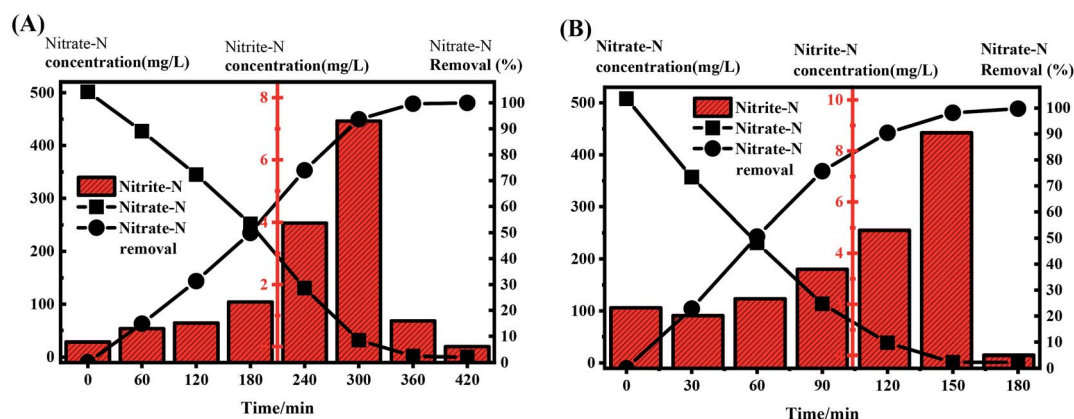 (A)
Nitrate-N
concentration(mg/L)
Nitrite-N
concentration(mg/L)
Nitrate-N
Removal (%)
500
400
300
250
200
100
0
8
6
4
2
0
100
90
80
70
60
50
40
30
20
10
0
Nitrite-N
Nitrate-N
Nitrate-N
removal
0 60 120 180 240 300 360 420
Time/min
(B)
Nitrate-N
concentration(mg/L)
Nitrite-N
concentration(mg/L)
Nitrate-N
Removal (%)
500
400
300
200
100
0
10
8
6
4
2
0
100
90
80
70
60
50
40
30
20
10
0
Nitrite-N
Nitrate-N
Nitrate-N
removal
0 30 60 90 120 150 180
Time/min